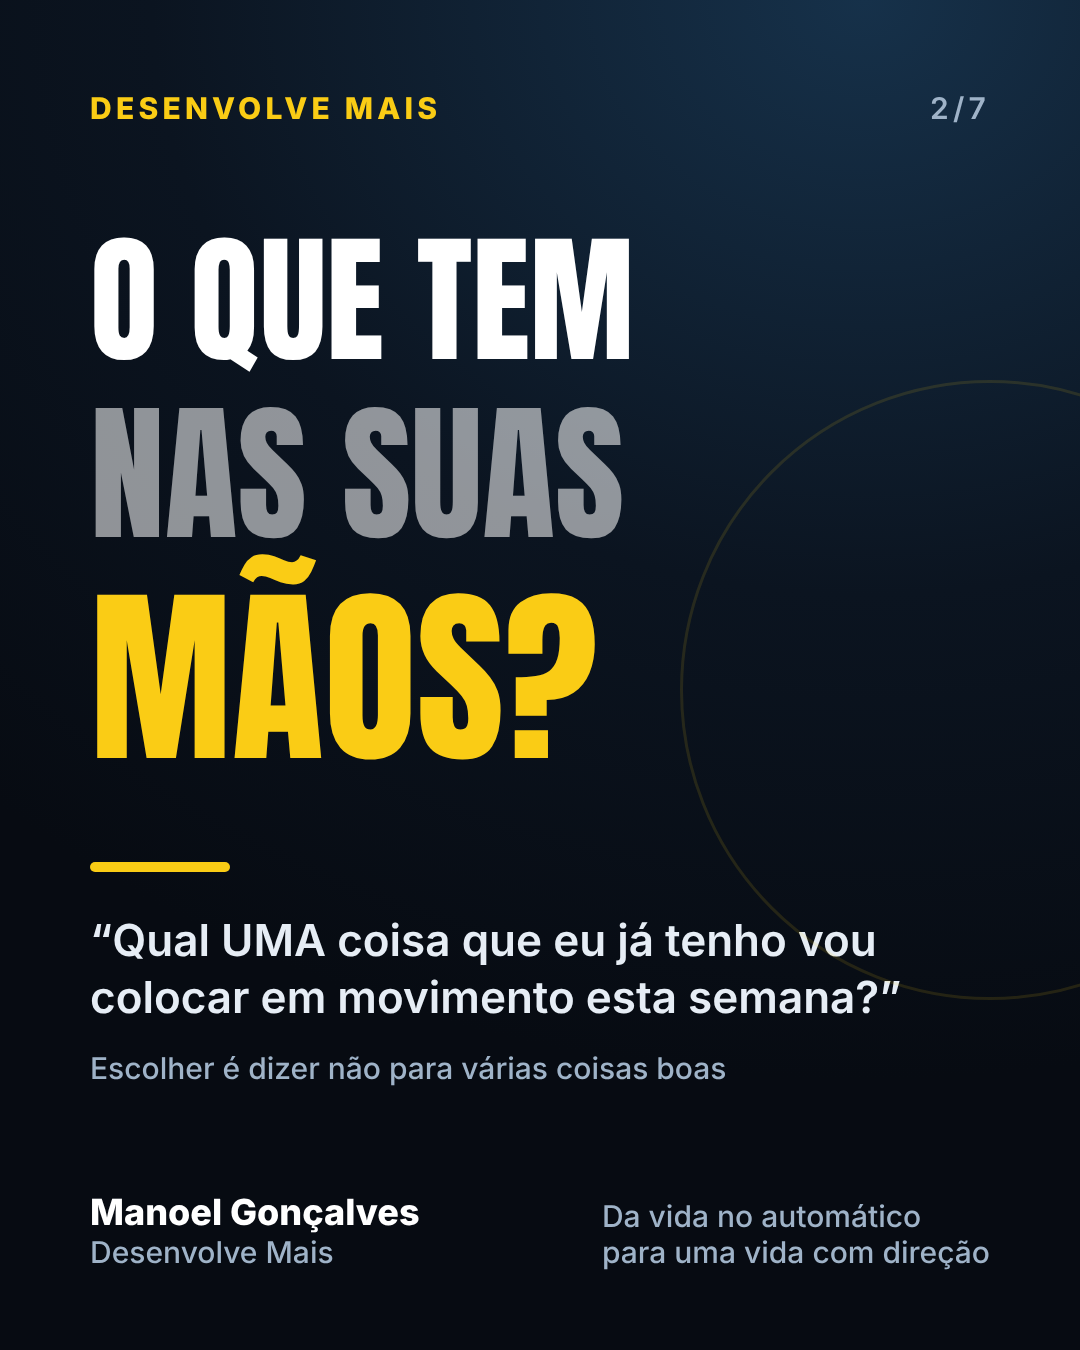 DESENVOLVE MAIS
2/7
O QUE TEM
NAS SUAS
MÃOS?
“Qual UMA coisa que eu já tenho vou
colocar em movimento esta semana?”
Escolher é dizer não para várias coisas boas
Manoel Gonçalves
Desenvolve Mais
Da vida no automático
para uma vida com direção